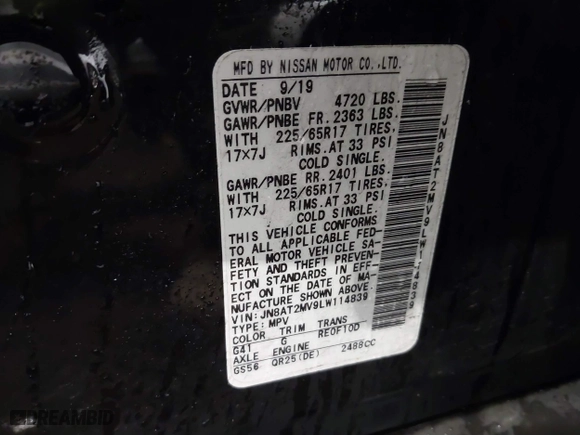 MFD BY NISSAN MOTOR CO.,LTD.
DATE 9/19
GVWR/PNBV 4720 LBS.
GAWR/PNBE FR. 2363 LBS.
WITH 225/65R17 TIRES,
17×7J RIMS.AT 33 PSI
COLD SINGLE.
GAWR/PNBE RR. 2401 LBS.
WITH 225/65R17 TIRES,
17×7J RIMS.AT 33 PSI
COLD SINGLE.
THIS VEHICLE CONFORMS
TO ALL APPLICABLE FED-
ERAL MOTOR VEHICLE SA-
FETY AND THEFT PREVEN-
TION STANDARDS IN EFF-
ECT ON THE DATE OF MA-
NUFACTURE SHOWN ABOVE.
VIN: JN8AT2MV9LW114839
TYPE: MPV
COLOR TRIM TRANS
G41 G RE0F10D
AXLE ENGINE
GS56 QR25(DE) 2488CC
JN8AT2MV9LW114839
DREAMBID